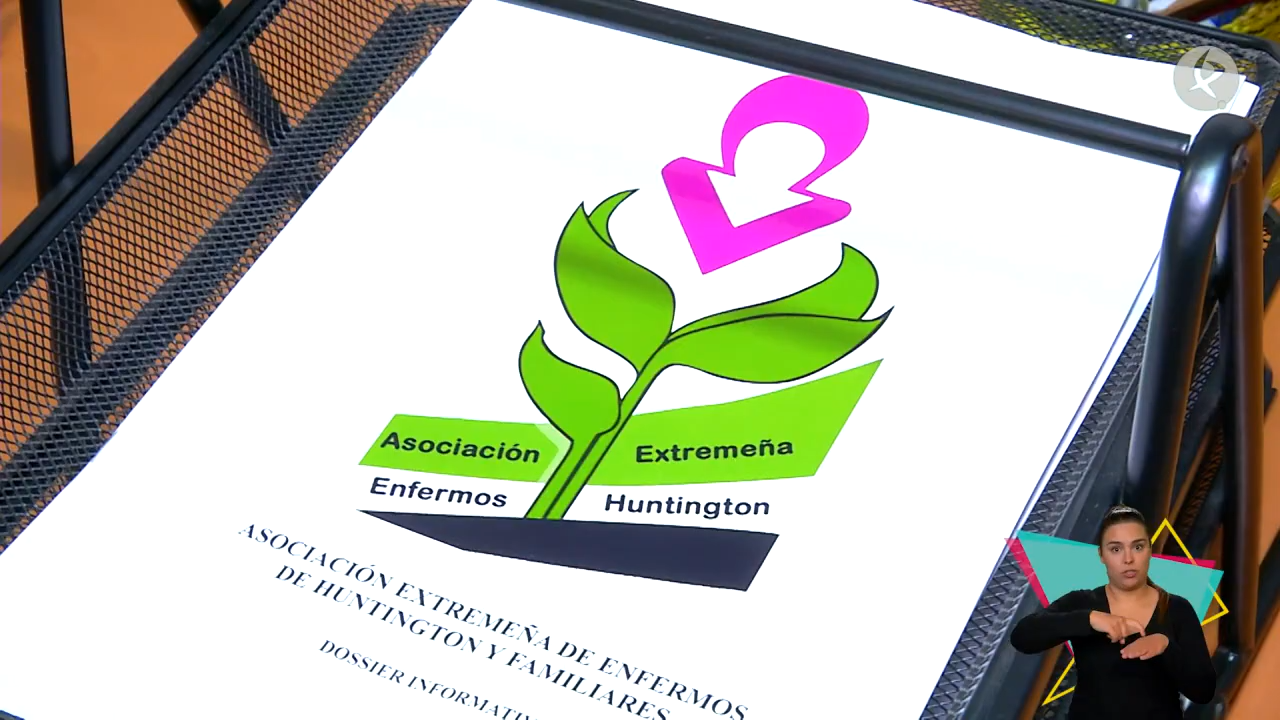 Asociación Extremeña
Enfermos Huntington
ASOCIACIÓN EXTREMEÑA DE ENFERMOS
DE HUNTINGTON Y FAMILIARES
DOSSIER